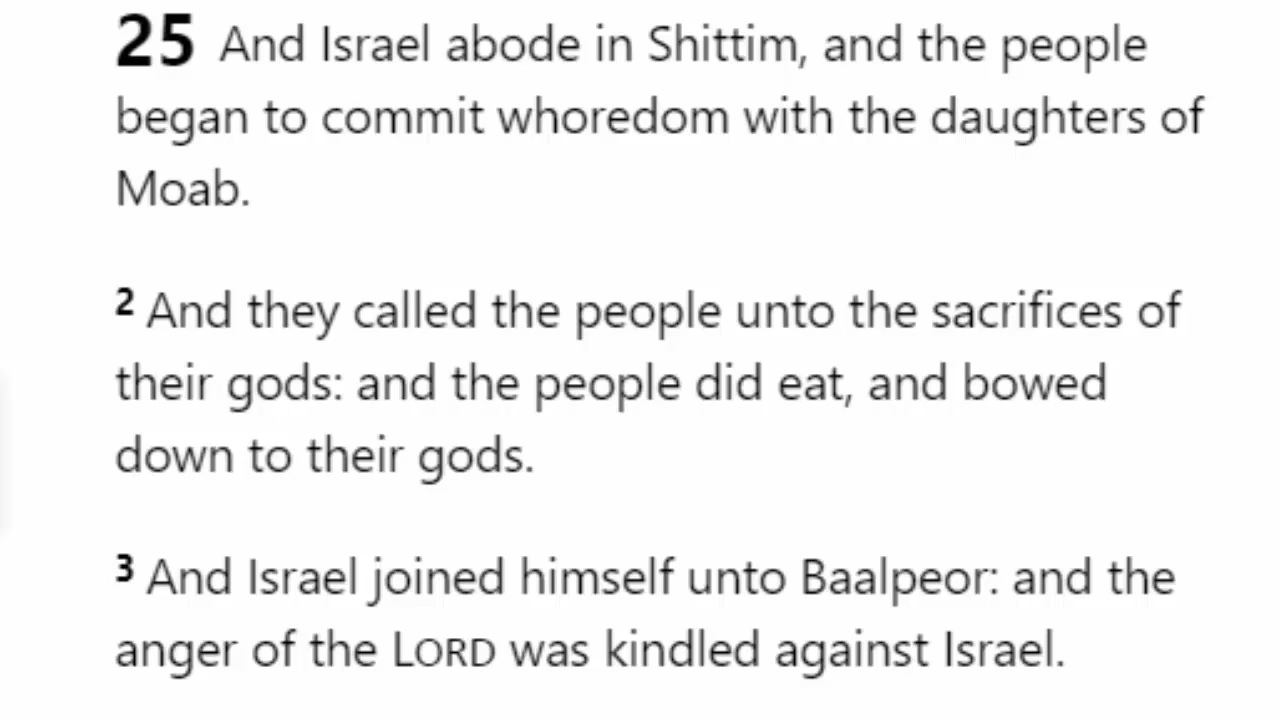 25 And Israel abode in Shittim, and the people
began to commit whoredom with the daughters of
Moab.
2 And they called the people unto the sacrifices of
their gods: and the people did eat, and bowed
down to their gods.
3 And Israel joined himself unto Baalpeor: and the
anger of the LORD was kindled against Israel.